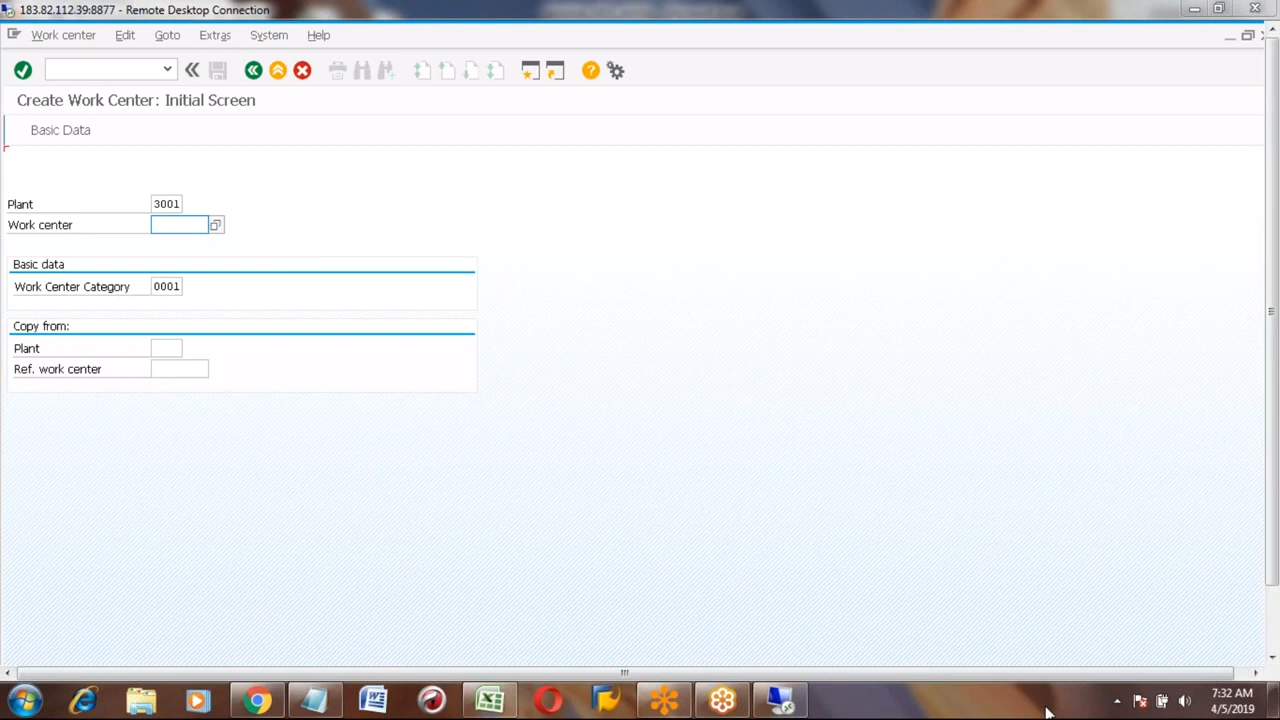 183.82.112.39:8877 - Remote Desktop Connection
Work center Edit Goto Extras System Help
Create Work Center: Initial Screen
Basic Data
Plant 3001
Work center
Basic data
Work Center Category 0001
Copy from:
Plant
Ref. work center
7:32 AM
4/5/2019